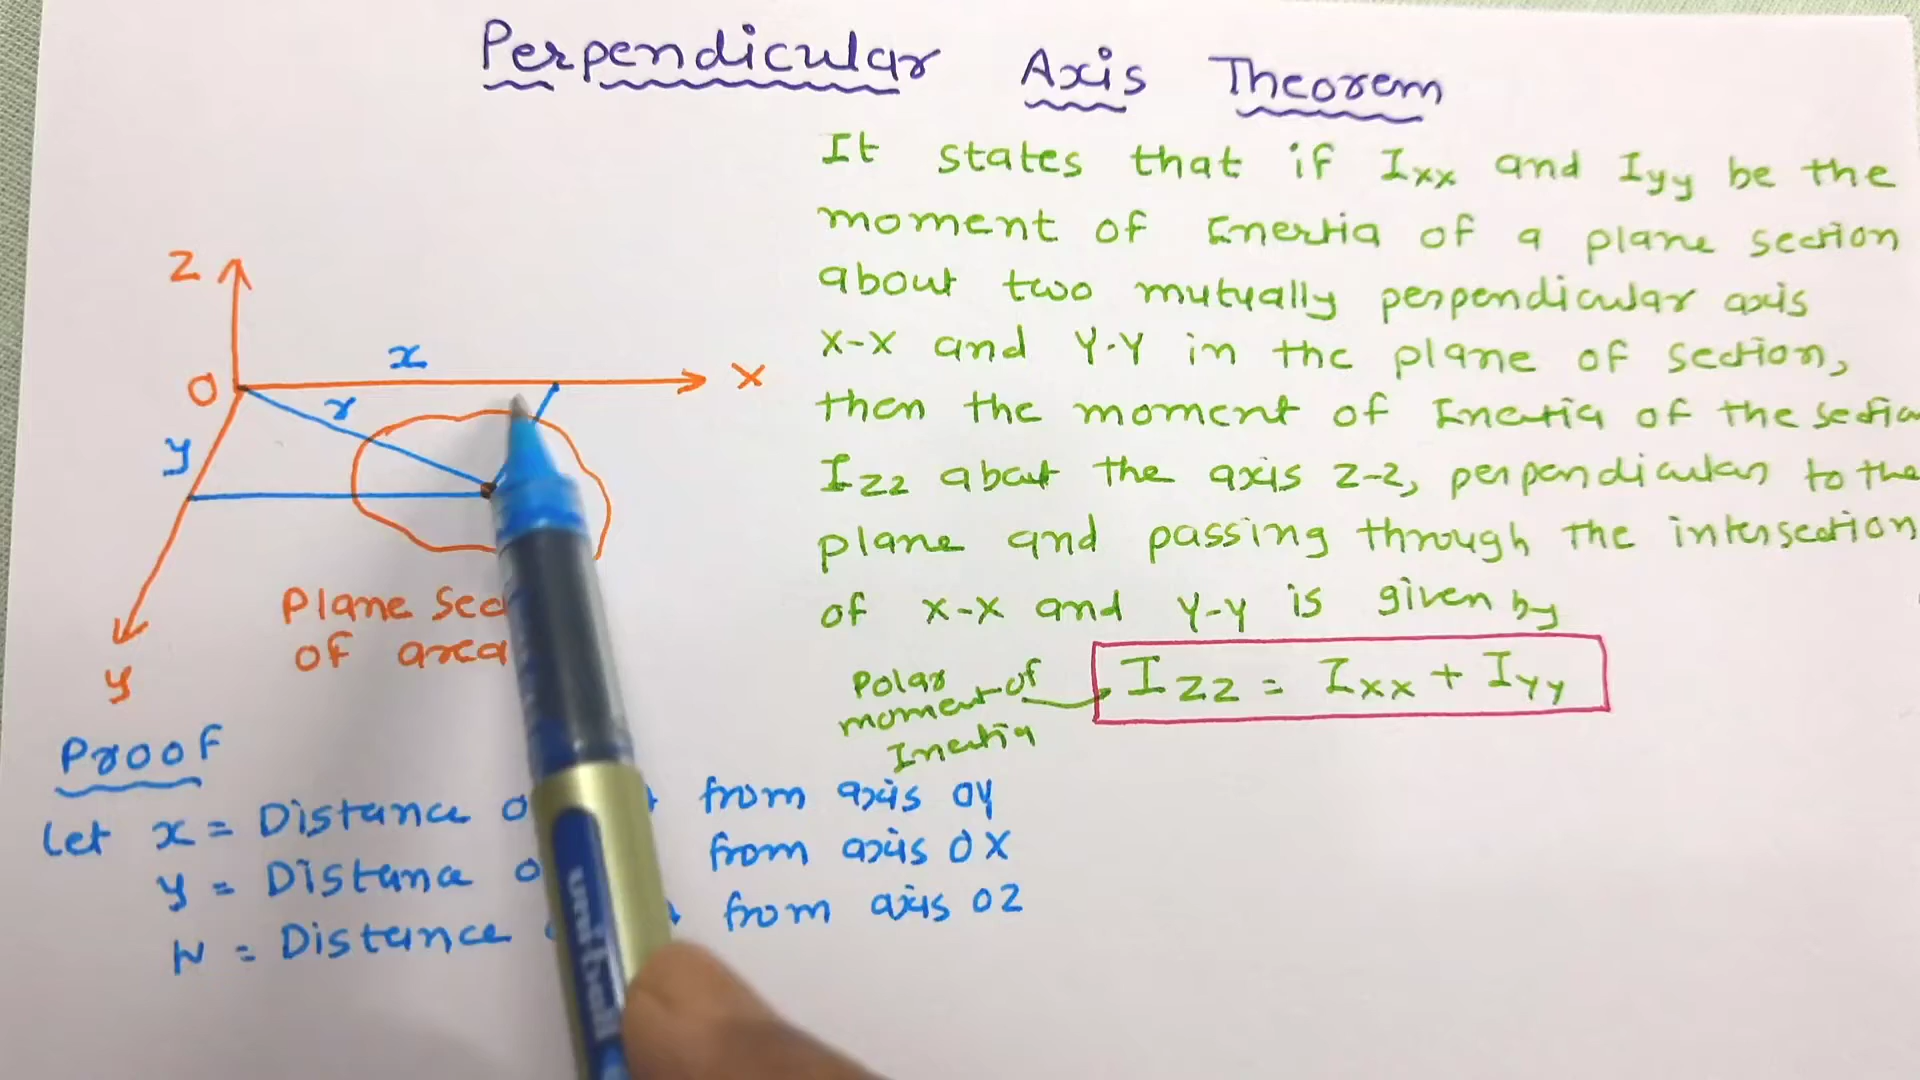 Perpendicular Axis Theorem
It states that if Ixx and Iyy be the
moment of Inertia of a plane section
about two mutually perpendicular axis
X-X and Y-Y in the plane of section,
then the moment of Inertia of the sectio
Izz about the axis z-z, perpendicular to the
plane and passing through the intersection
of X-X and Y-Y is given by
Polar
moment of
Inertia
Izz = Ixx + Iyy
Z
x
O
X
r
y
Plane Sec
of area
y
Proof
Let x = Distance from axis OY
y = Distance from axis OX
r = Distance from axis OZ
uni-ball